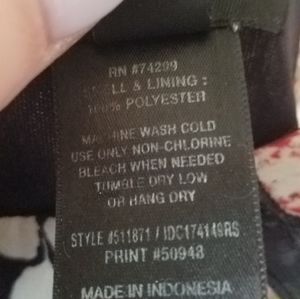 RN #74299
SHELL & LINING :
100% POLYESTER
MACHINE WASH COLD
USE ONLY NON-CHLORINE
BLEACH WHEN NEEDED
TUMBLE DRY LOW
OR HANG DRY
STYLE #511871 / IDC174149RS
PRINT #50943
MADE IN INDONESIA